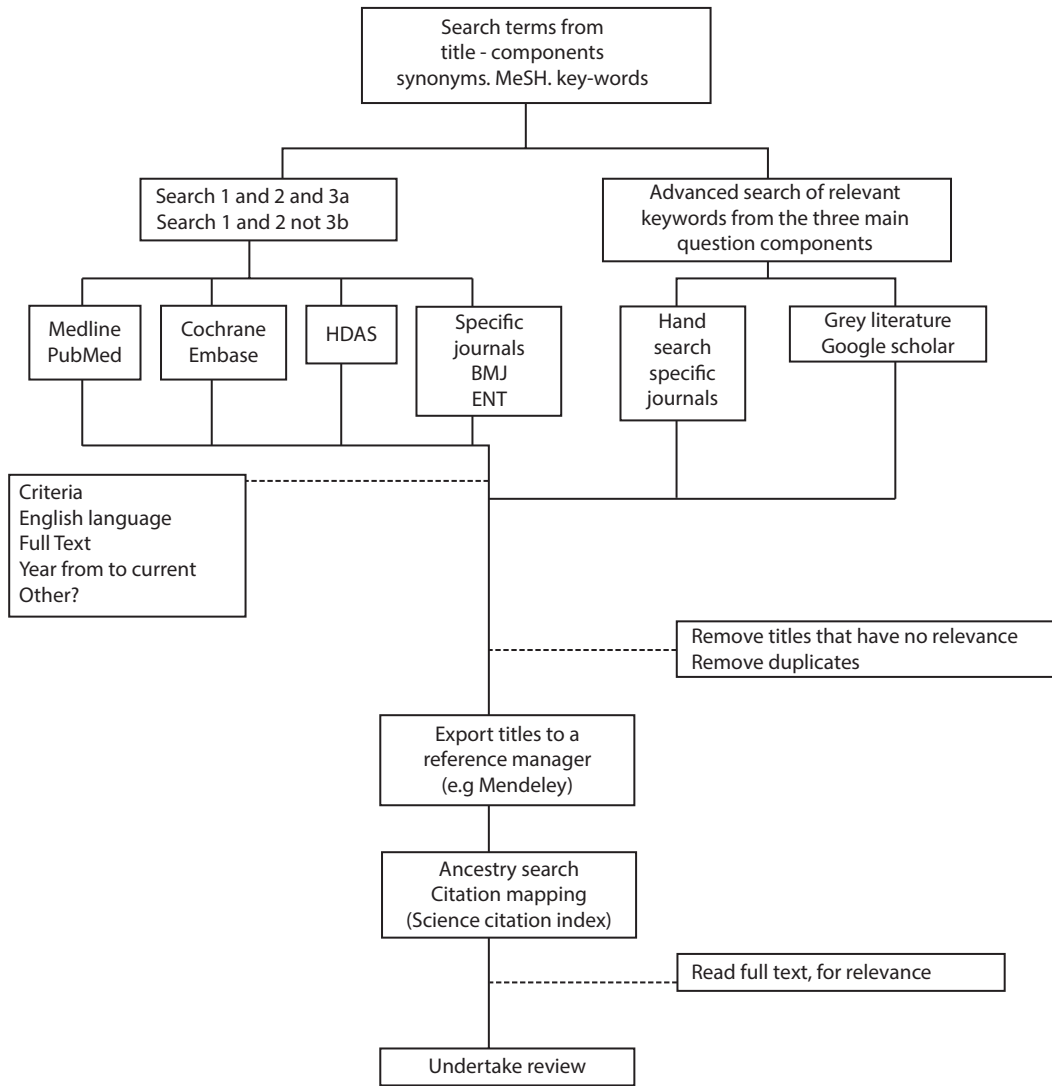 Search terms from
title - components
synonyms. MeSH. key-words
Search 1 and 2 and 3a
Search 1 and 2 not 3b
Advanced search of relevant
keywords from the three main
question components
Medline
PubMed
Cochrane
Embase
HDAS
Specific
journals
BMJ
ENT
Hand
search
specific
journals
Grey literature
Google scholar
Criteria
English language
Full Text
Year from to current
Other?
Remove titles that have no relevance
Remove duplicates
Export titles to a
reference manager
(e.g Mendeley)
Ancestry search
Citation mapping
(Science citation index)
Read full text, for relevance
Undertake review